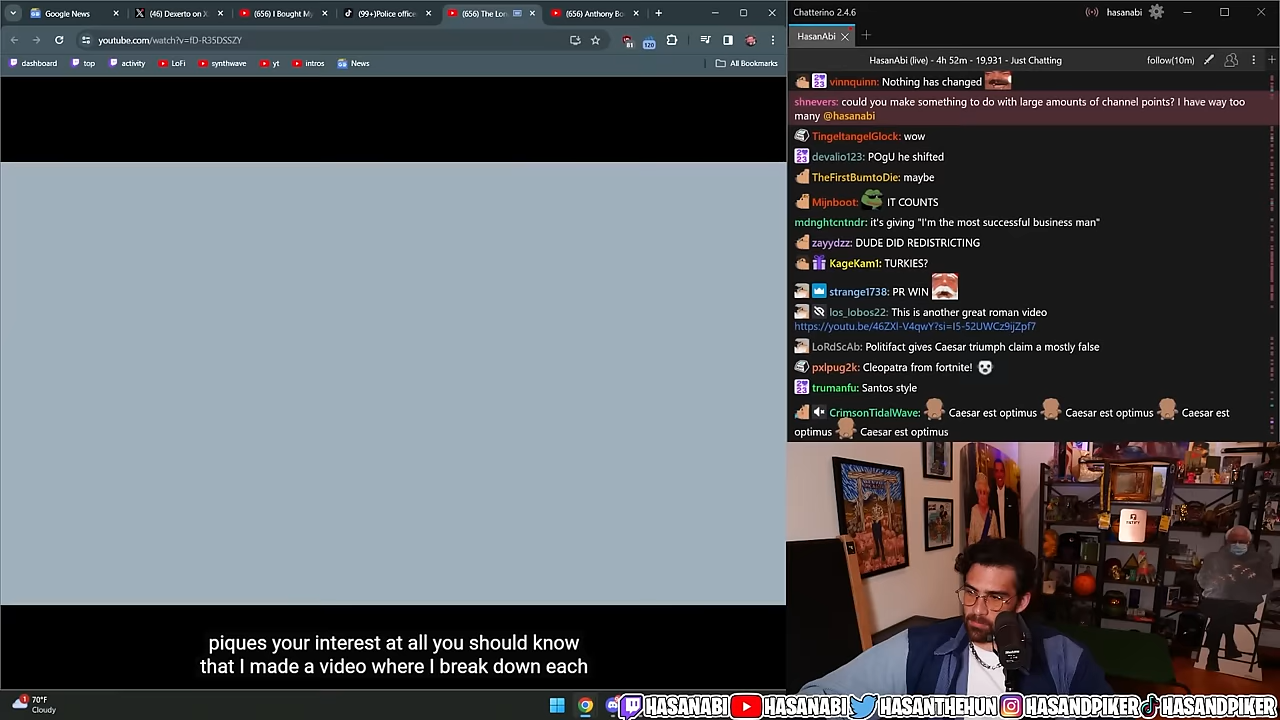 Google News
(46) Dexerto on X
(656) I Bought My
(99+)Police office
(656) The Lon
(656) Anthony Bo
youtube.com/watch?v=fD-R35DSSZY
81
120
dashboard
top
activity
LoFi
synthwave
yt
intros
News
All Bookmarks
piques your interest at all you should know
that I made a video where I break down each
1
70°F
Cloudy
Chatterino 2.4.6
hasanabi
HasanAbi
HasanAbi (live) - 4h 52m - 19,931 - Just Chatting
follow(10m)
vinnquinn: Nothing has changed
shnevers: could you make something to do with large amounts of channel points? I have way too
many @hasanabi
TingeltangelGlock: wow
devalio123: POgU he shifted
TheFirstBumtoDie: maybe
Mijnboot: IT COUNTS
mdnghtcntndr: it's giving "I'm the most successful business man"
zayydzz: DUDE DID REDISTRICTING
KageKam1: TURKIES?
strange1738: PR WIN
los_lobos22: This is another great roman video
https://youtu.be/46ZXI-V4qwY?si=I5-52UWCz9ijZpf7
LoRdScAb: Politifact gives Caesar triumph claim a mostly false
pxlpug2k: Cleopatra from fortnite!
trumanfu: Santos style
CrimsonTidalWave: Caesar est optimus Caesar est optimus Caesar est
optimus Caesar est optimus
HASANABI HASANABI HASANTHEHUN HASANDPIKER HASANDPIKER